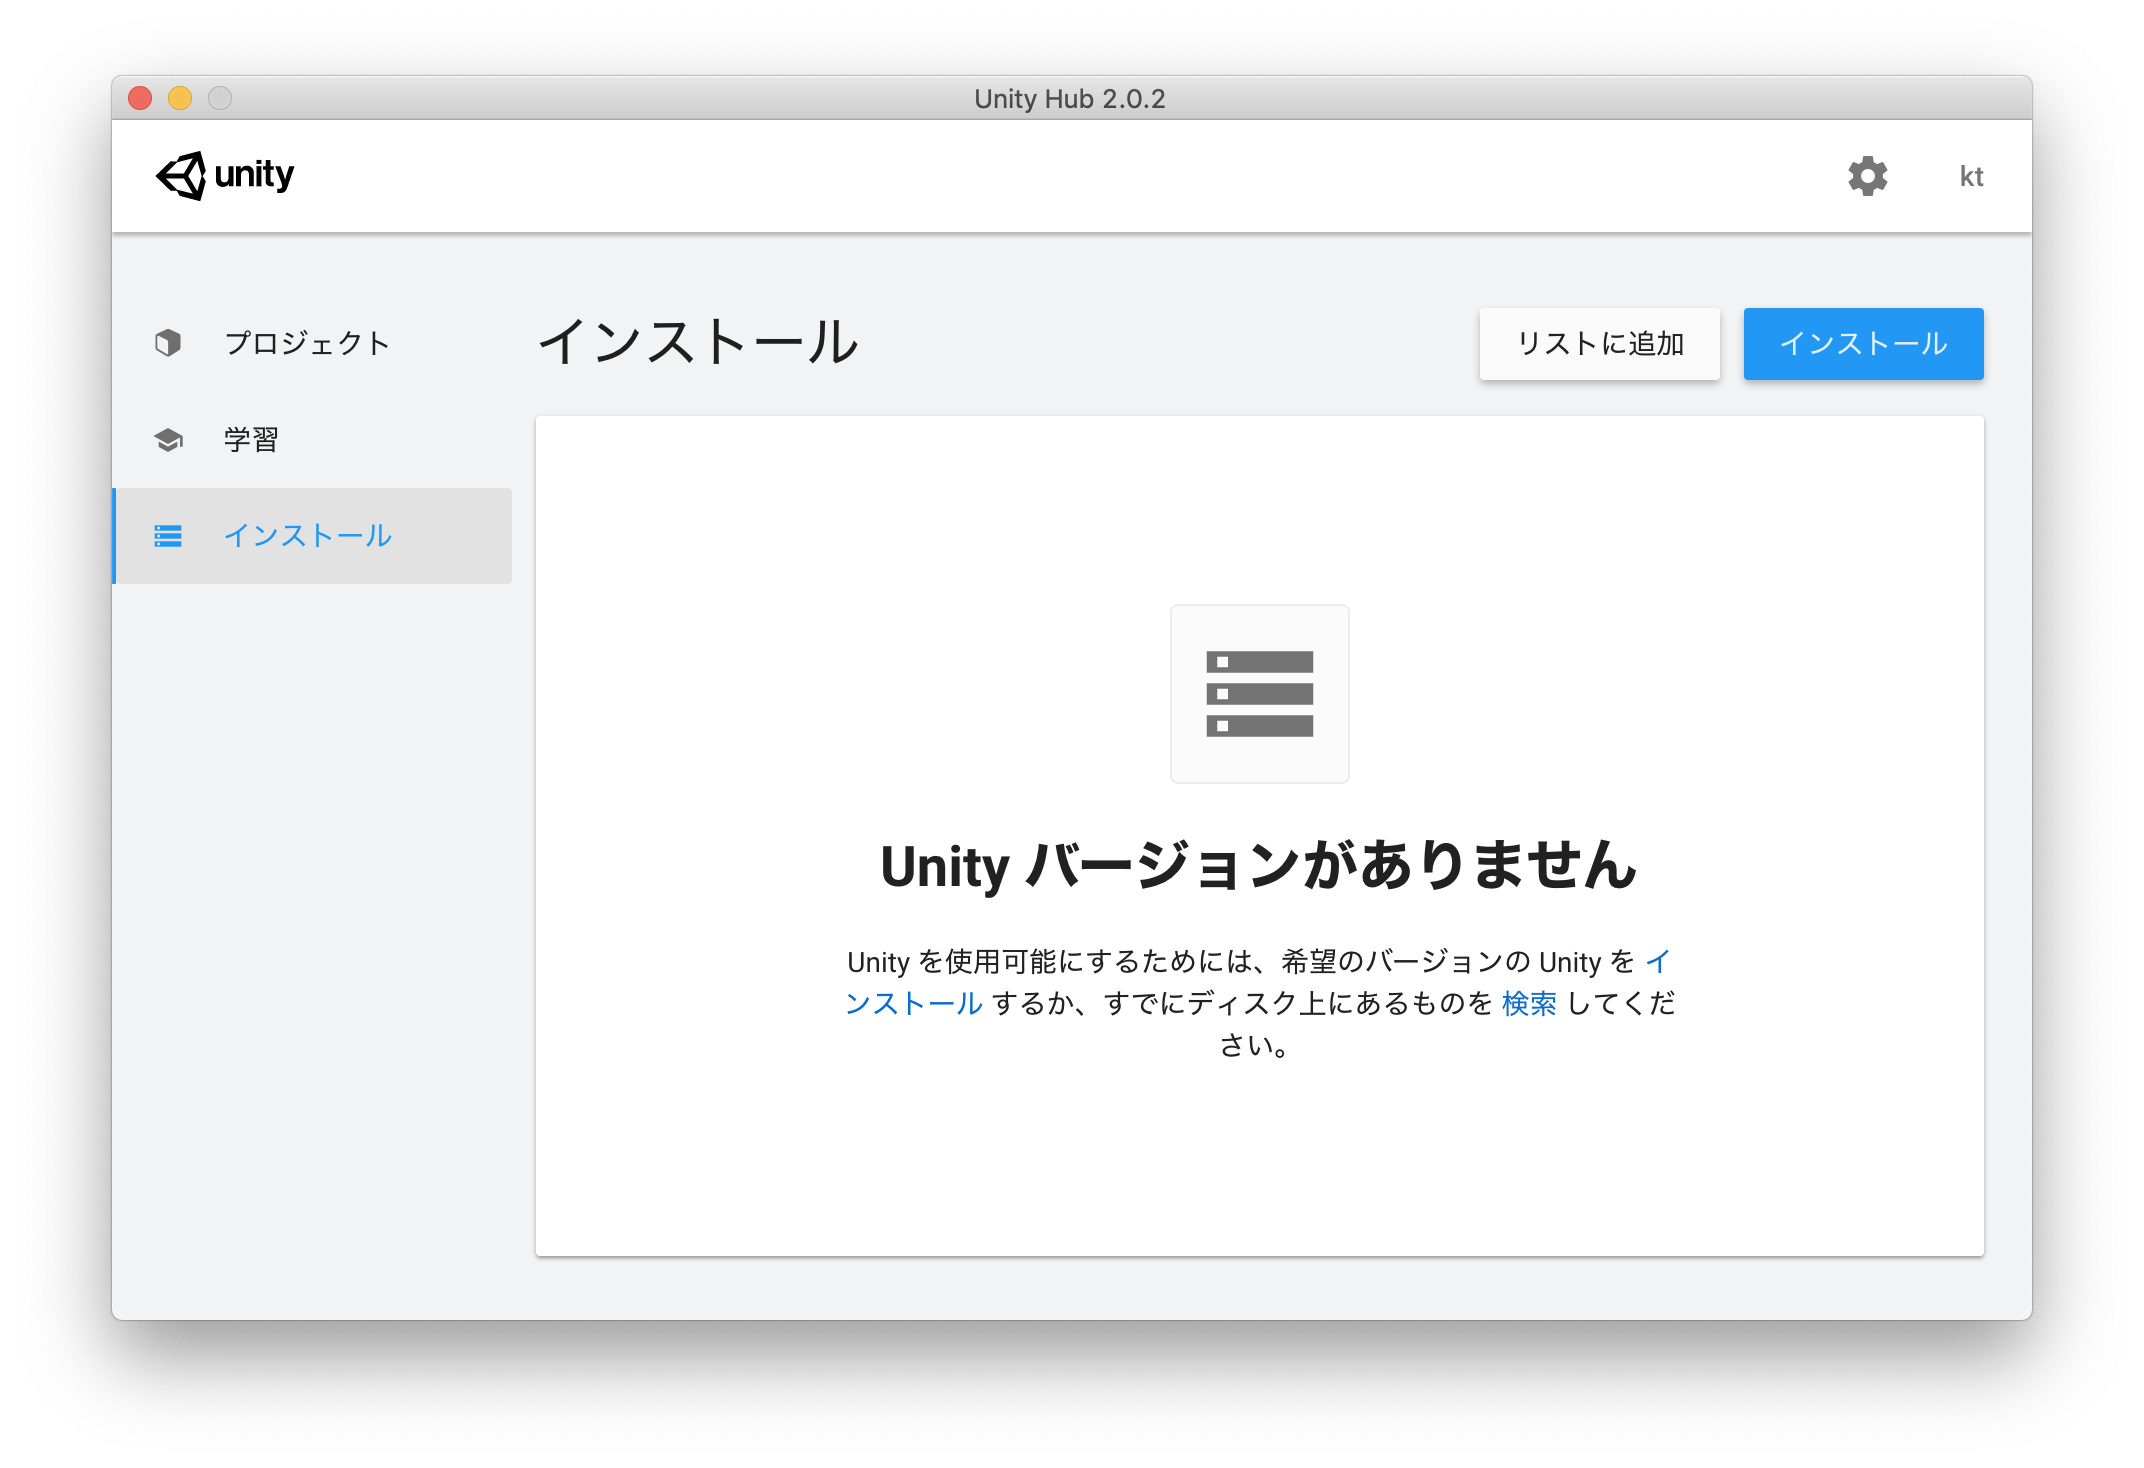 Unity Hub 2.0.2
unity
kt
プロジェクト
学習
インストール
インストール
リストに追加
インストール
Unity バージョンがありません
Unity を使用可能にするためには、希望のバージョンの Unity を イ
ンストール するか、すでにディスク上にあるものを 検索 してくだ
さい。